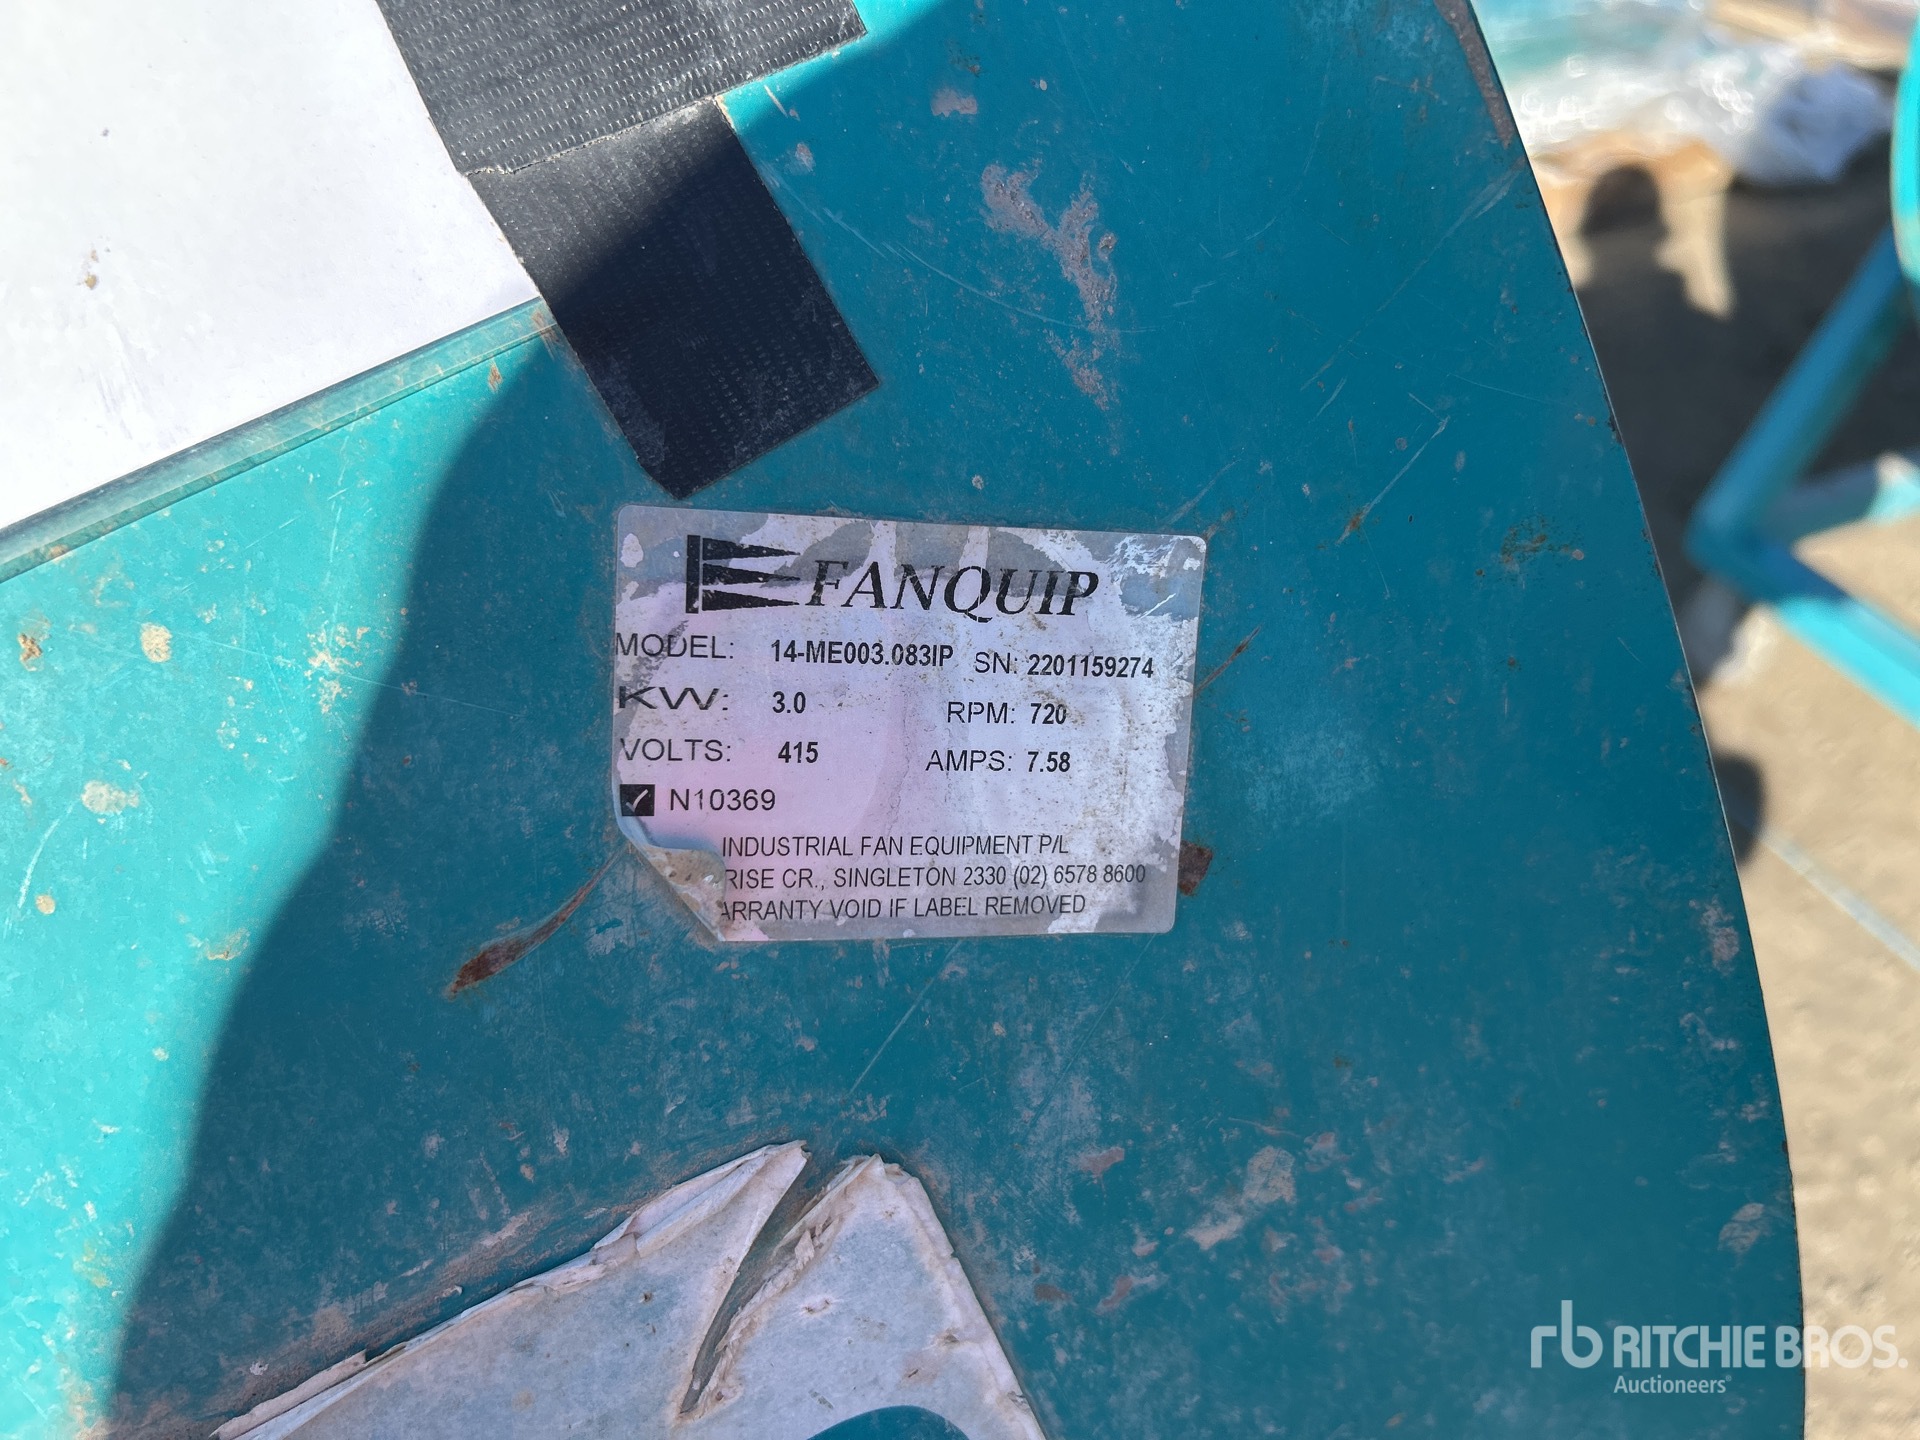 FANQUIP
MODEL: 14-ME003.083IP SN: 2201159274
KW: 3.0 RPM: 720
VOLTS: 415 AMPS: 7.58
N10369
INDUSTRIAL FAN EQUIPMENT P/L
RISE CR., SINGLETON 2330 (02) 6578 8600
ARRANTY VOID IF LABEL REMOVED
rb RITCHIE BROS.
Auctioneers